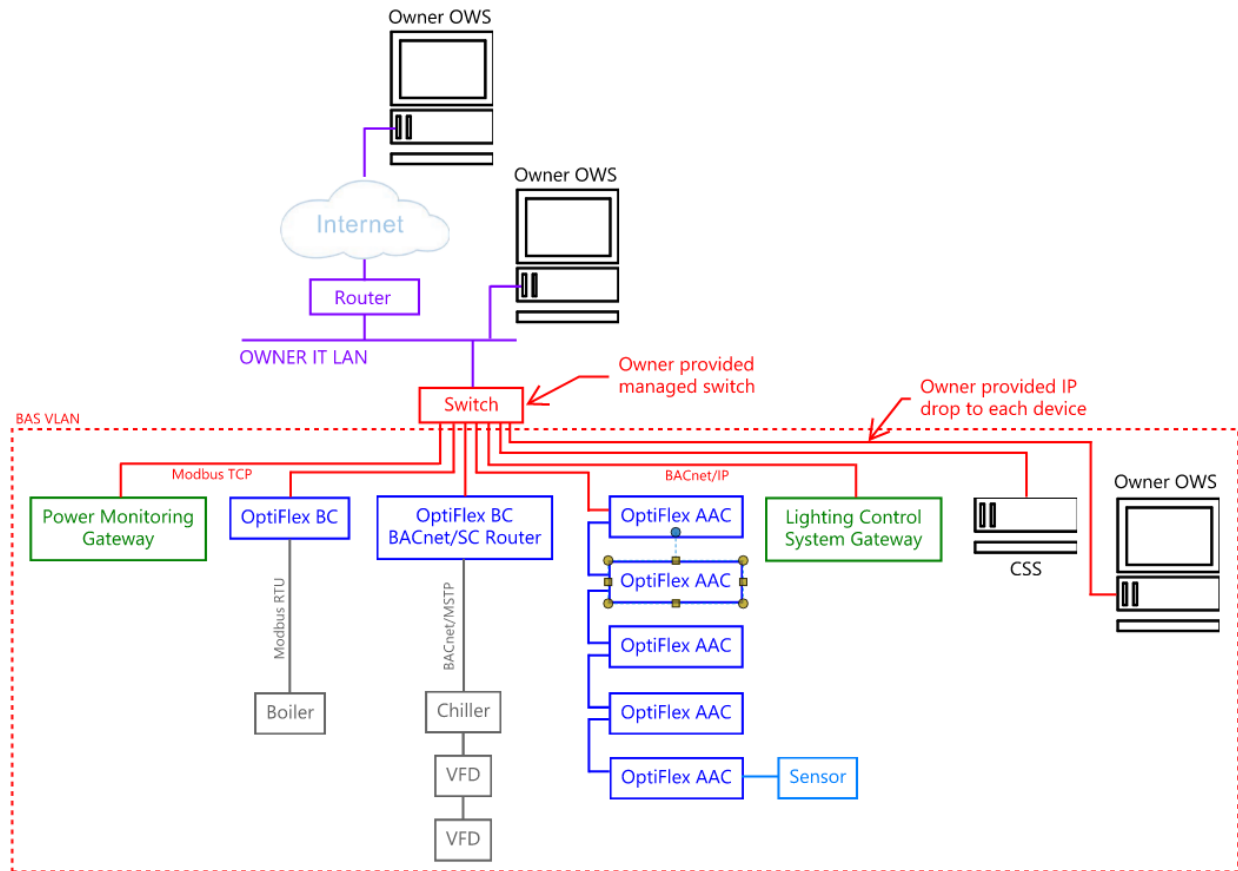 Owner OWS
Owner OWS
Internet
Router
OWNER IT LAN
Owner provided
managed switch
Owner provided IP
drop to each device
Switch
BAS VLAN
Modbus TCP
BACnet/IP
Power Monitoring
Gateway
OptiFlex BC
OptiFlex BC
BACnet/SC Router
OptiFlex AAC
Lighting Control
System Gateway
CSS
Owner OWS
OptiFlex AAC
Modbus RTU
BACnet/MSTP
OptiFlex AAC
Boiler
Chiller
OptiFlex AAC
VFD
OptiFlex AAC
Sensor
VFD